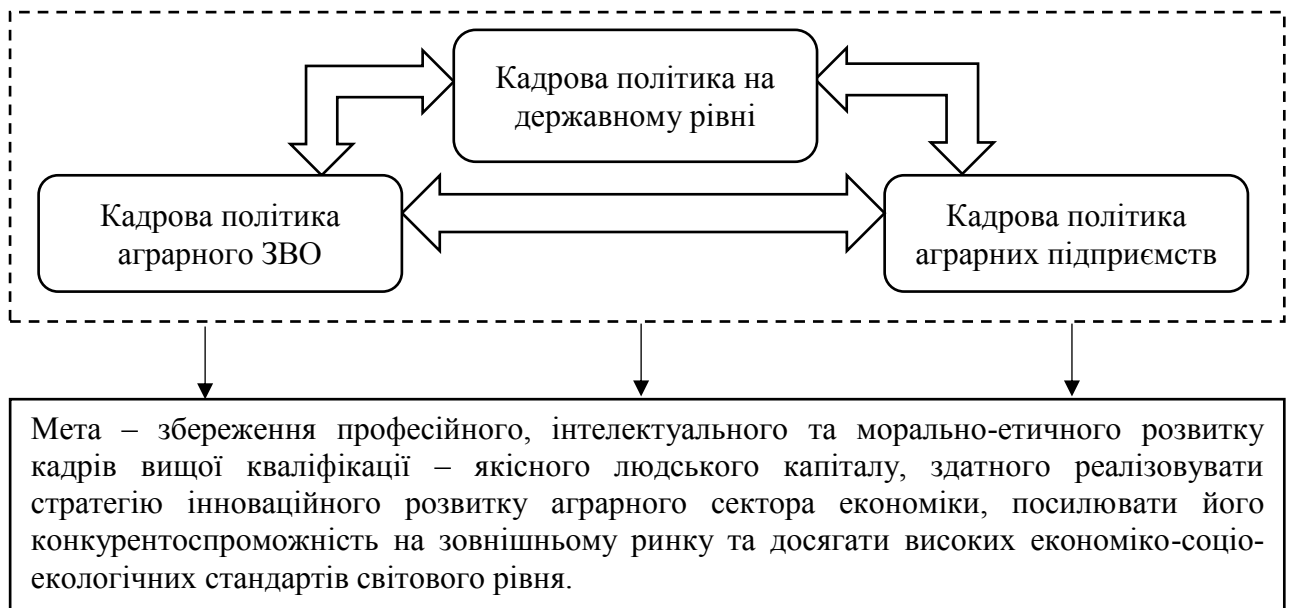 Кадрова політика на
державному рівні
Кадрова політика
аграрного ЗВО
Кадрова політика
аграрних підприємств
Мета – збереження професійного, інтелектуального та морально-етичного розвитку
кадрів вищої кваліфікації – якісного людського капіталу, здатного реалізовувати
стратегію інноваційного розвитку аграрного сектора економіки, посилювати його
конкурентоспроможність на зовнішньому ринку та досягати високих економіко-соціо-
екологічних стандартів світового рівня.